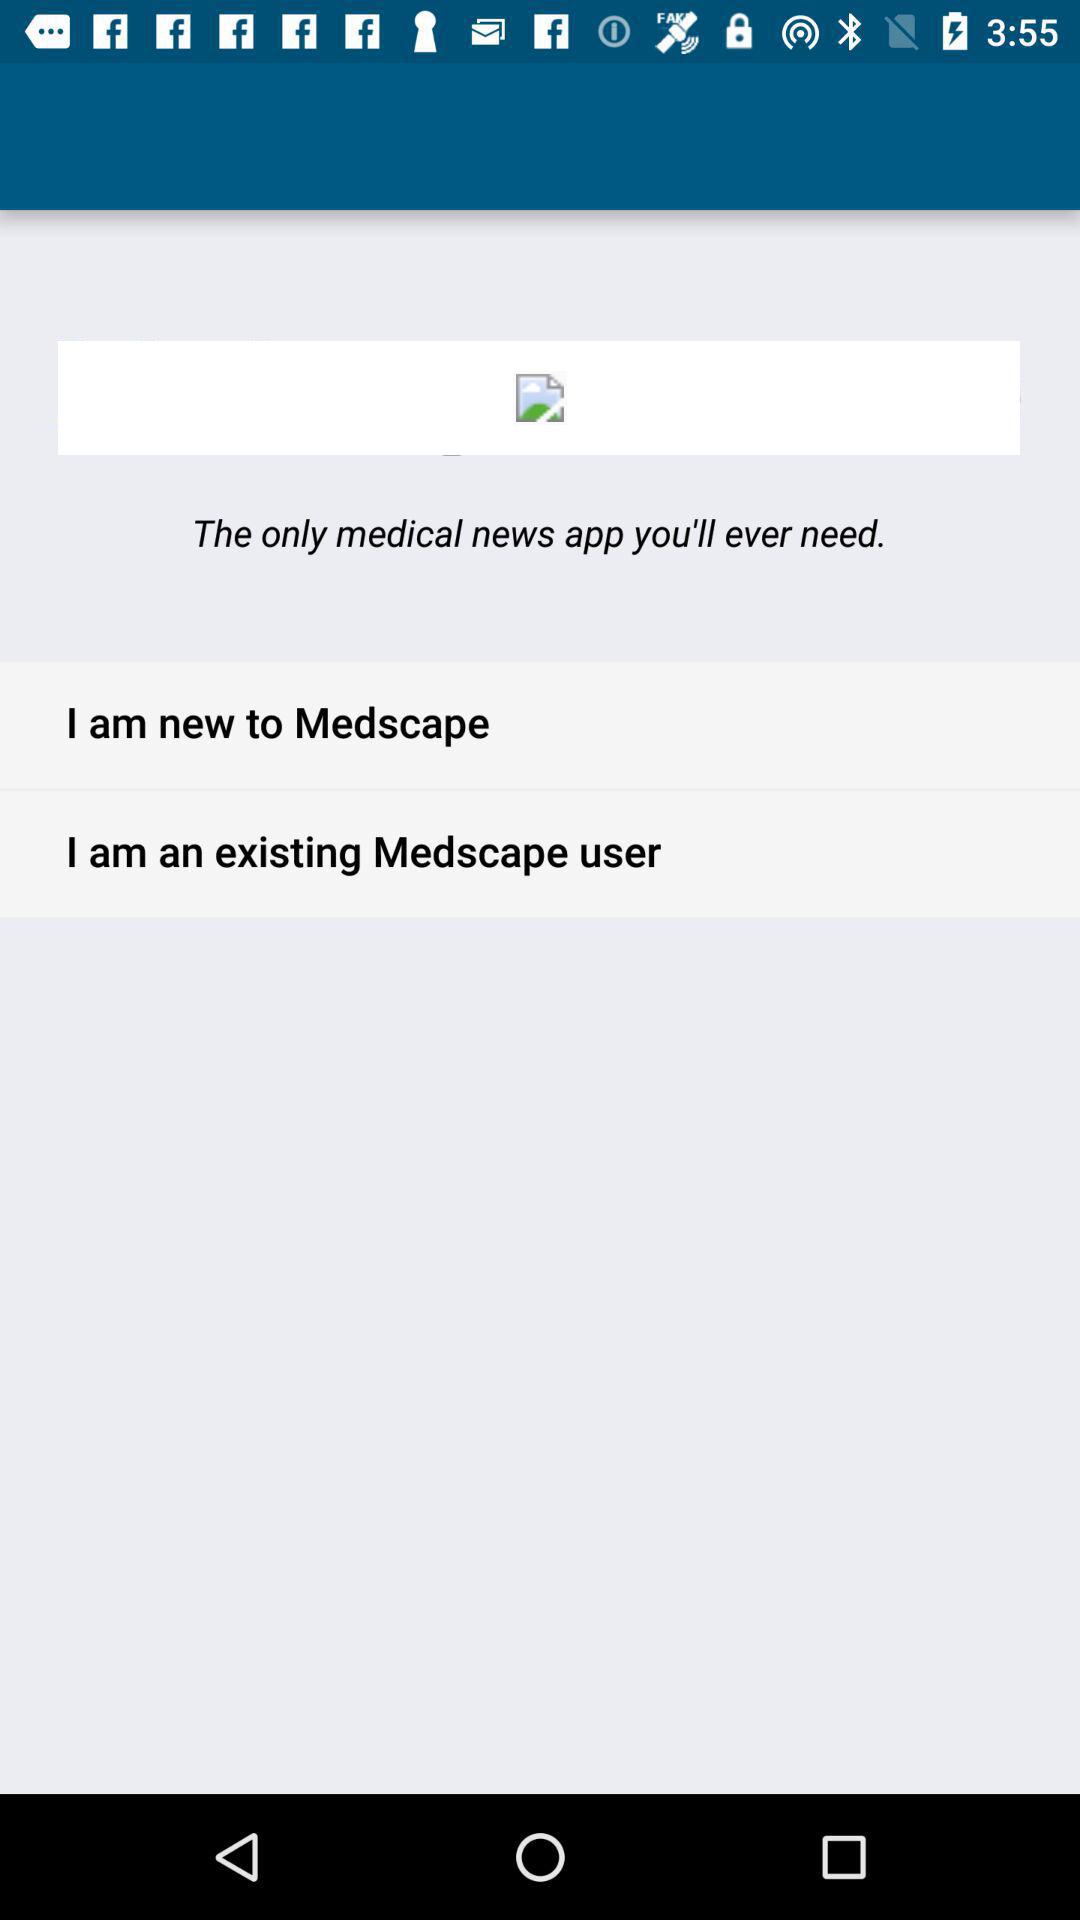 FAKE 3:55
The only medical news app you'll ever need.
I am new to Medscape
I am an existing Medscape user